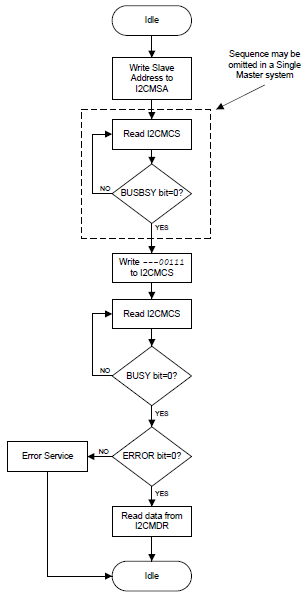 Idle
Sequence may be
omitted in a Single
Master system
Write Slave
Address to
I2CMSA
Read I2CMCS
NO
BUSBSY bit=0?
YES
Write ---00111
to I2CMCS
Read I2CMCS
NO
BUSY bit=0?
YES
Error Service
NO
ERROR bit=0?
YES
Read data from
I2CMDR
Idle